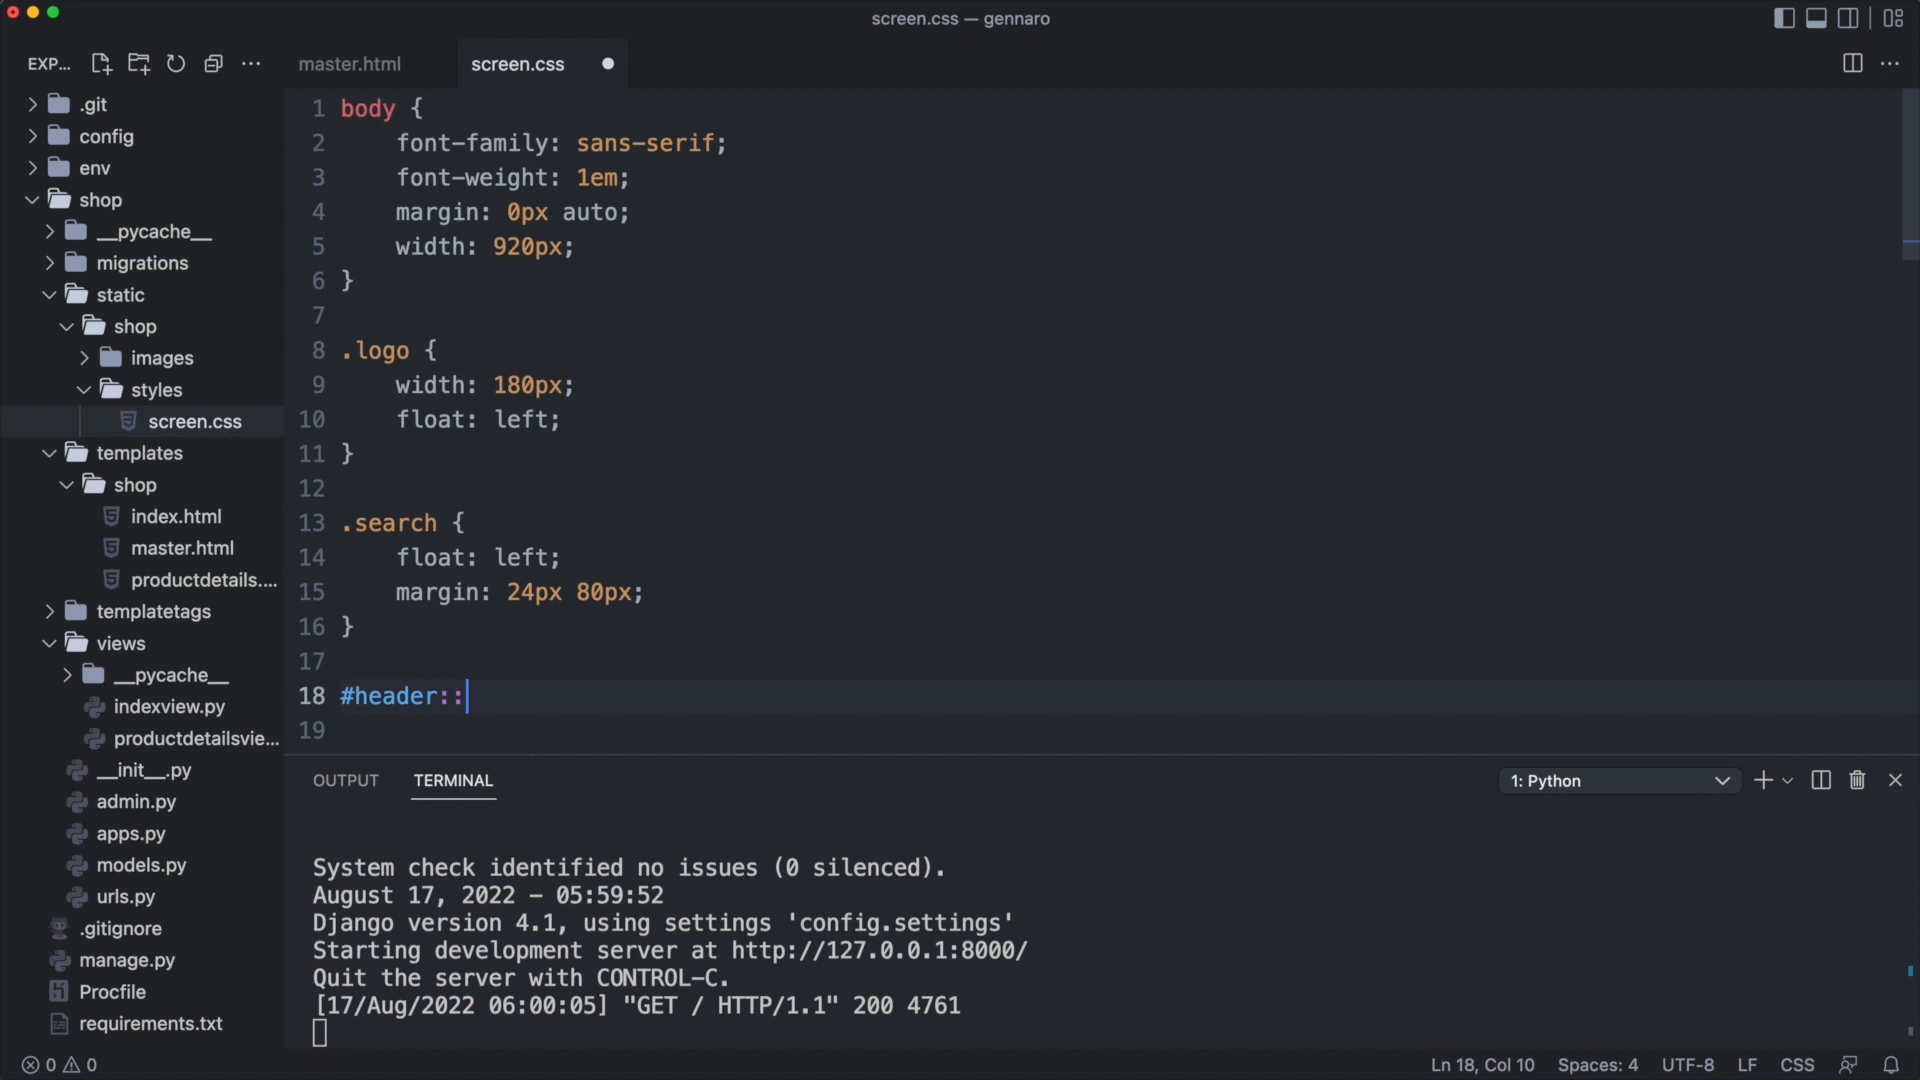 screen.css — gennaro
EXP...
master.html
screen.css
.git
config
env
shop
__pycache__
migrations
static
shop
images
styles
screen.css
templates
shop
index.html
master.html
productdetails....
templatetags
views
__pycache__
indexview.py
productdetailsvie...
__init__.py
admin.py
apps.py
models.py
urls.py
.gitignore
manage.py
Procfile
requirements.txt
1 body {
2 font-family: sans-serif;
3 font-weight: 1em;
4 margin: 0px auto;
5 width: 920px;
6 }
7
8 .logo {
9 width: 180px;
10 float: left;
11 }
12
13 .search {
14 float: left;
15 margin: 24px 80px;
16 }
17
18 #header::
19
OUTPUT TERMINAL
1: Python
System check identified no issues (0 silenced).
August 17, 2022 - 05:59:52
Django version 4.1, using settings 'config.settings'
Starting development server at http://127.0.0.1:8000/
Quit the server with CONTROL-C.
[17/Aug/2022 06:00:05] "GET / HTTP/1.1" 200 4761
0 0
Ln 18, Col 10 Spaces: 4 UTF-8 LF CSS